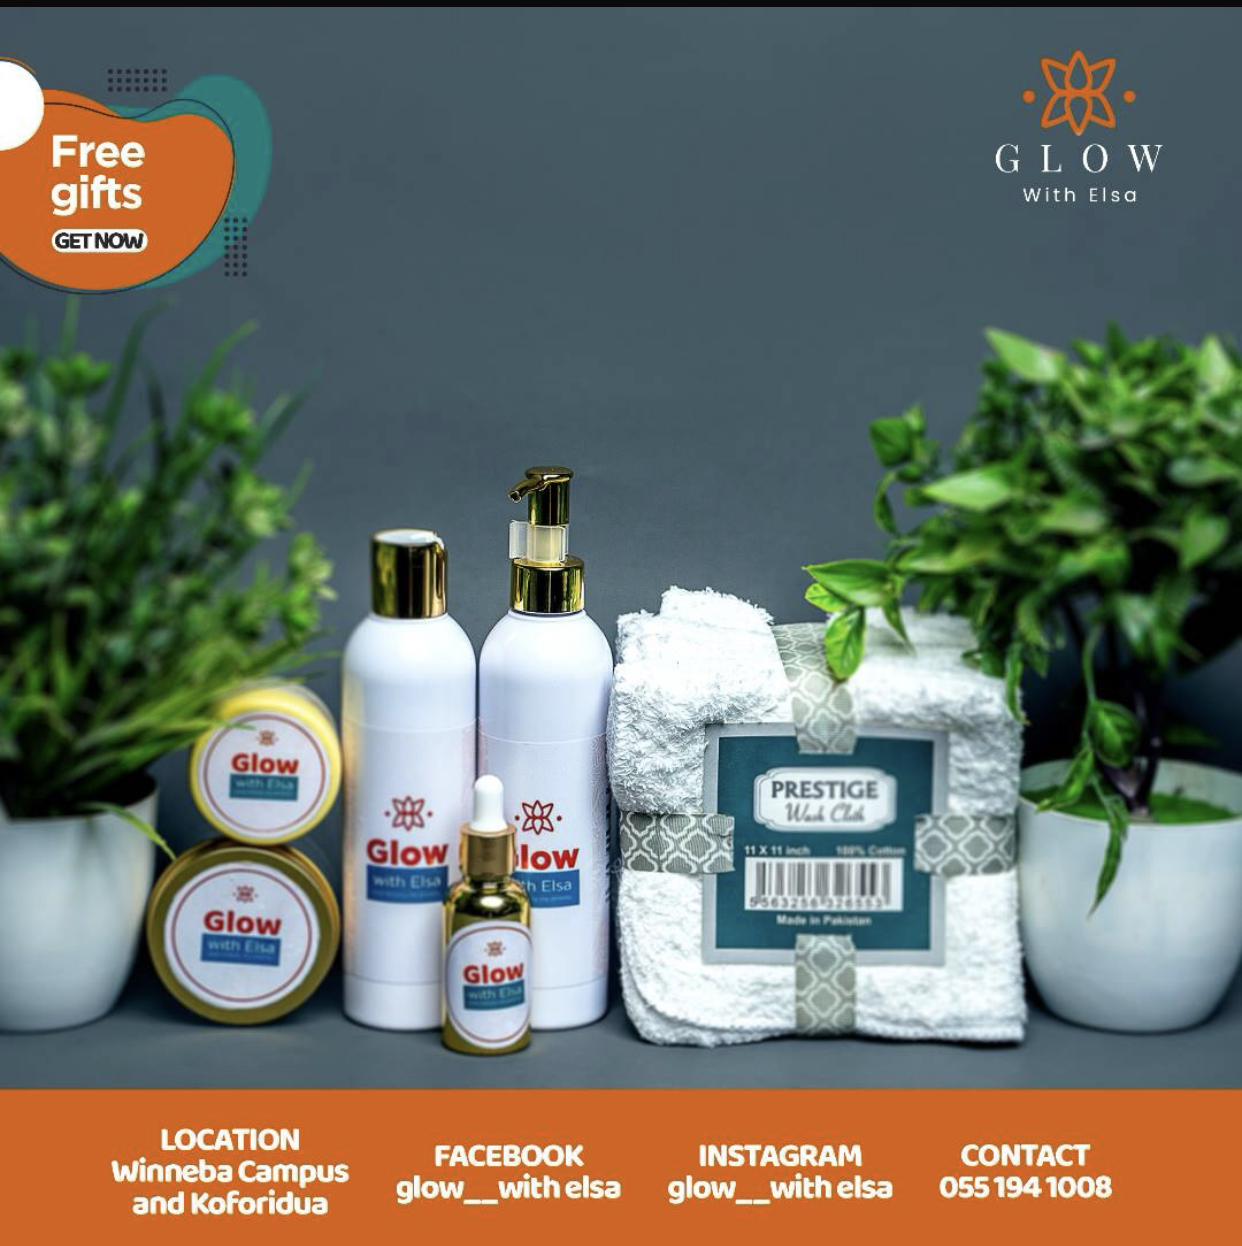 Free
gifts
GET NOW
G L O W
With Elsa
Glow
with Elsa
Glow
with Elsa
Glow
with Elsa
Glow
with Elsa
Glow
with Elsa
PRESTIGE
Wash Cloth
11 X 11 inch 100% Cotton
Made in Pakistan
LOCATION
Winneba Campus
and Koforidua
FACEBOOK
glow__with elsa
INSTAGRAM
glow__with elsa
CONTACT
055 194 1008